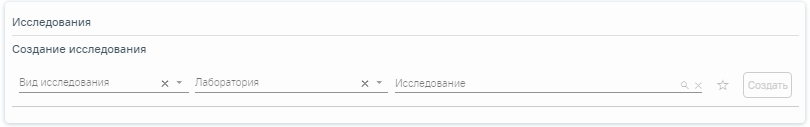 Исследования
Создание исследования
Вид исследования Лаборатория Исследование Создать